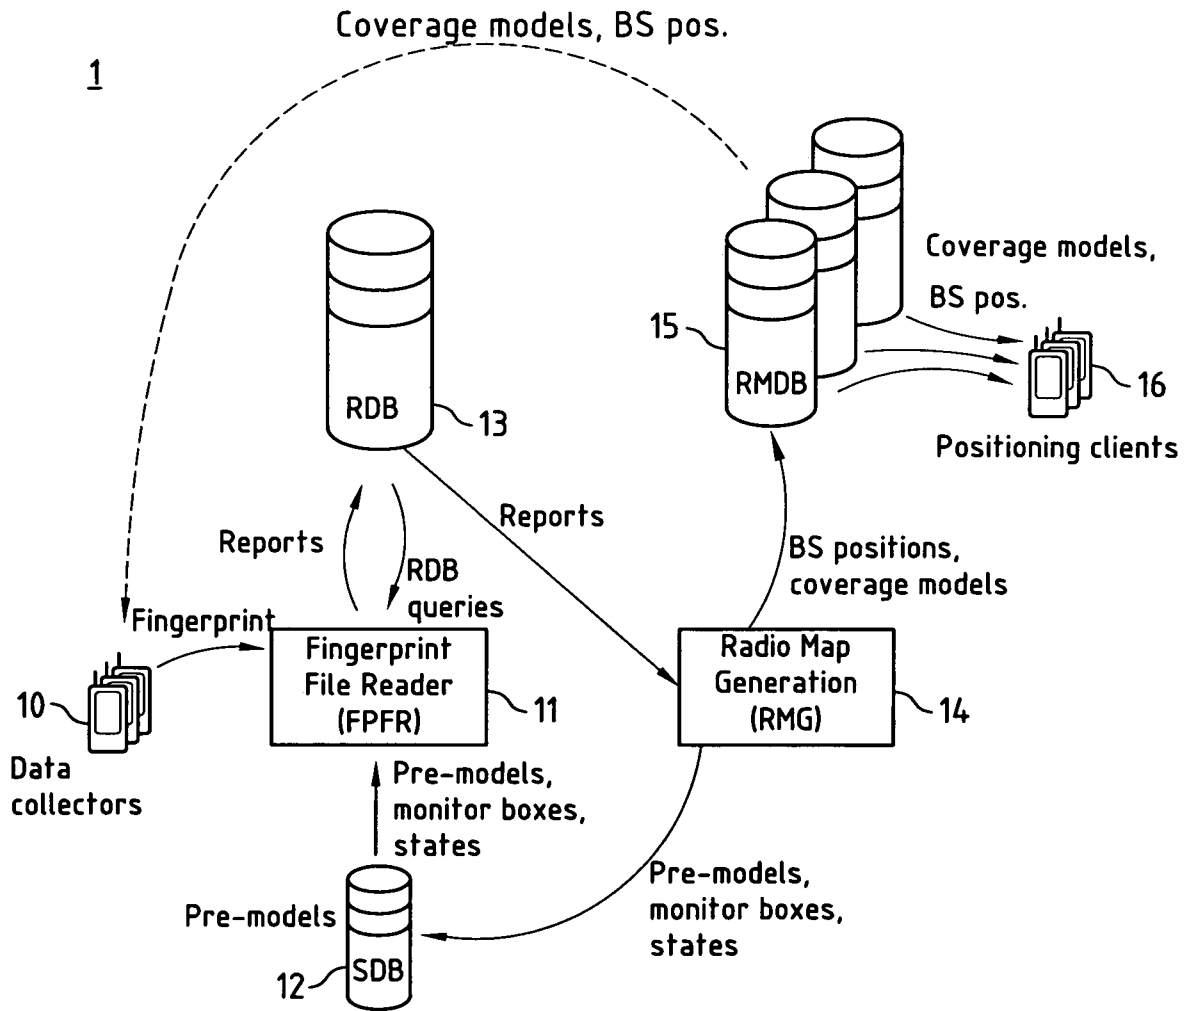 Coverage models, BS pos.
1
Coverage models,
BS pos.
15
RMDB
16
Positioning clients
RDB
13
Reports
Reports
RDB
queries
BS positions,
coverage models
Fingerprint
Fingerprint
File Reader
(FPFR)
11
Radio Map
Generation
(RMG)
14
10
Data
collectors
Pre-models,
monitor boxes,
states
Pre-models,
monitor boxes,
states
Pre-models
SDB
12